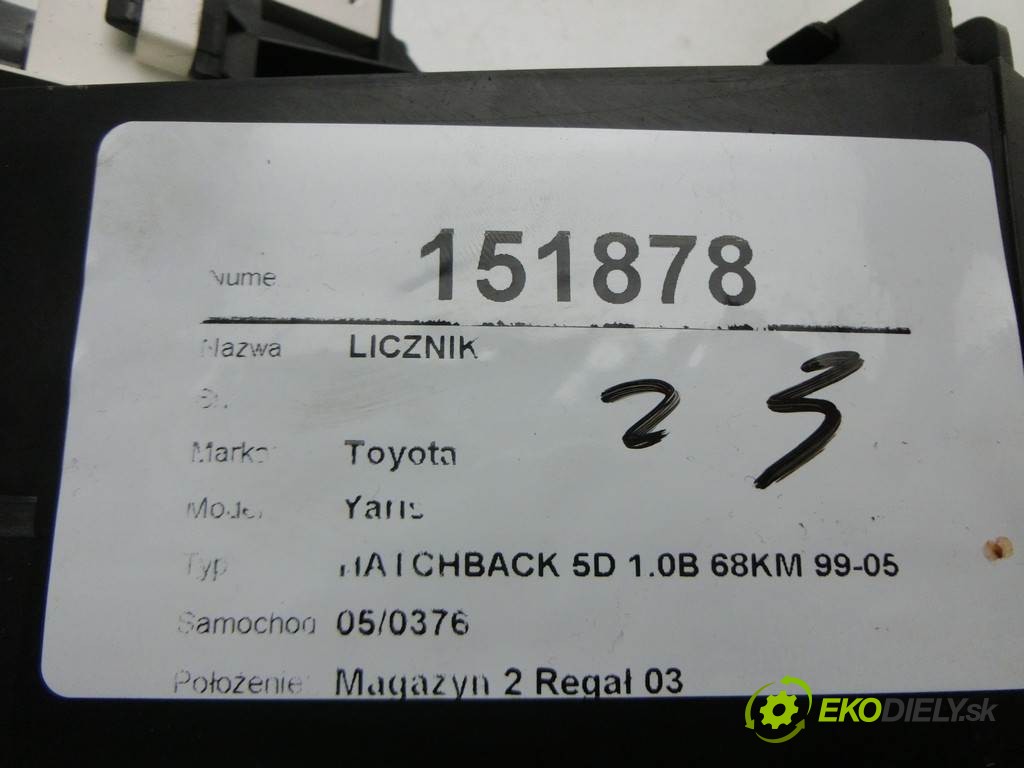 Nume 151878
Nazwa LICZNIK
23
Marka Toyota
Model Yaris
Typ HATCHBACK 5D 1.0B 68KM 99-05
Samochod 05/0376
Położenie: Magazyn 2 Regał 03
EKODIELY.sk